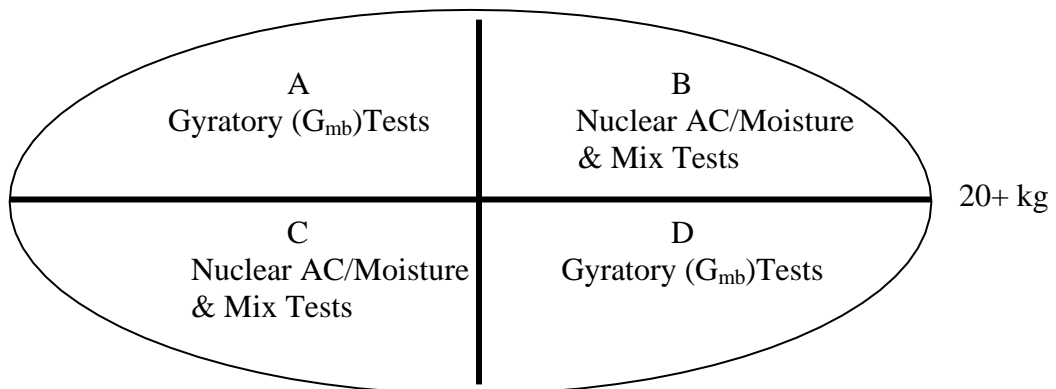 A
Gyratory (Gmb)Tests
B
Nuclear AC/Moisture
& Mix Tests
20+ kg
C
Nuclear AC/Moisture
& Mix Tests
D
Gyratory (Gmb)Tests